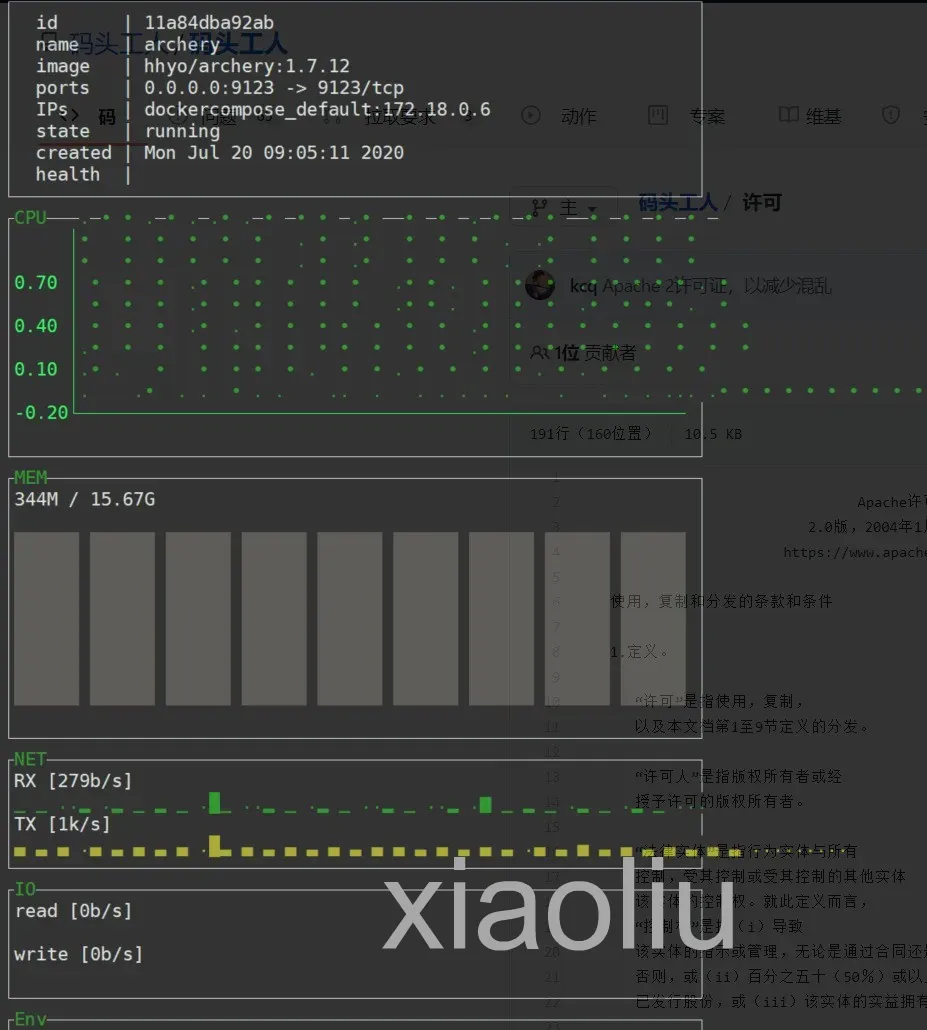 id | 11a84dba92ab
name | archery
image | hhyo/archery:1.7.12
ports | 0.0.0.0:9123 -> 9123/tcp
IPs | dockercompose_default:172.18.0.6
state | running
created | Mon Jul 20 09:05:11 2020
health |
码头工人 / 码头工人
<> 码 问题 拉取要求 动作 专案 维基
主 码头工人 / 许可
CPU
0.70
0.40
0.10
-0.20
kcq Apache 2许可证，以减少混乱
1位 贡献者
191行（160位置） 10.5 KB
MEM
344M / 15.67G
1
2 Apache许
3 2.0版，2004年1
4 https://www.apache
5
6 使用，复制和分发的条款和条件
7
8 1.定义。
9
10 “许可”是指使用，复制，
11 以及本文档第1至9节定义的分发。
12
13 “许可人”是指版权所有者或经
14 授予许可的版权所有者。
15
NET
RX [279b/s]
TX [1k/s]
“法律实体”是指行为实体与所有
控制，受其控制或受其控制的其他实体
该实体的控制权。就此定义而言，
“控制权”是指（i）导致
20 该实体的指示或管理，无论是通过合同还是
21 否则，或（ii）百分之五十（50％）或以
22 已发行股份，或（iii）该实体的实益拥有
IO
read [0b/s]
write [0b/s]
xiaoliu
Env